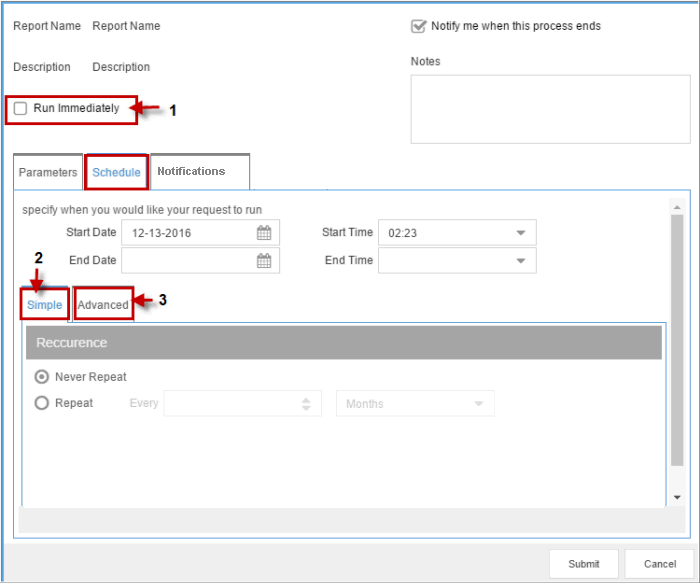 Report Name Report Name
Notify me when this process ends
Description Description
Notes
Run Immediately
1
Parameters Schedule Notifications
specify when you would like your request to run
Start Date 12-13-2016 Start Time 02:23
End Date End Time
2
Simple Advanced 3
Reccurence
Never Repeat
Repeat Every Months
Submit Cancel